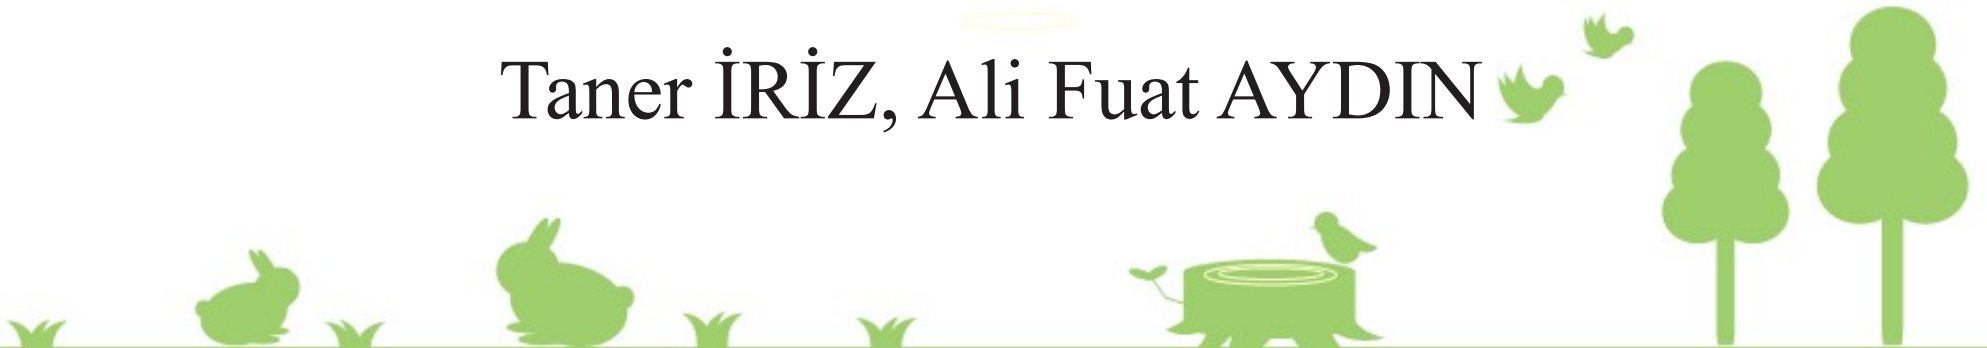 Taner İRİZ, Ali Fuat AYDIN